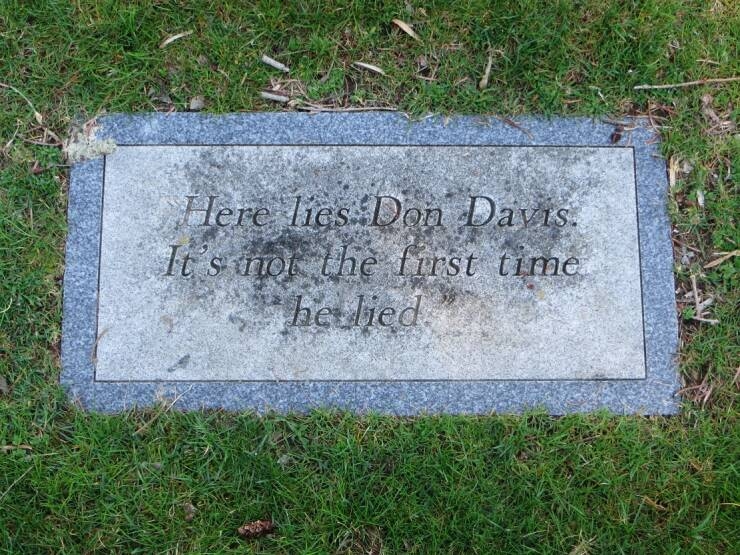 "Here lies Don Davis.
It's not the first time
he lied."